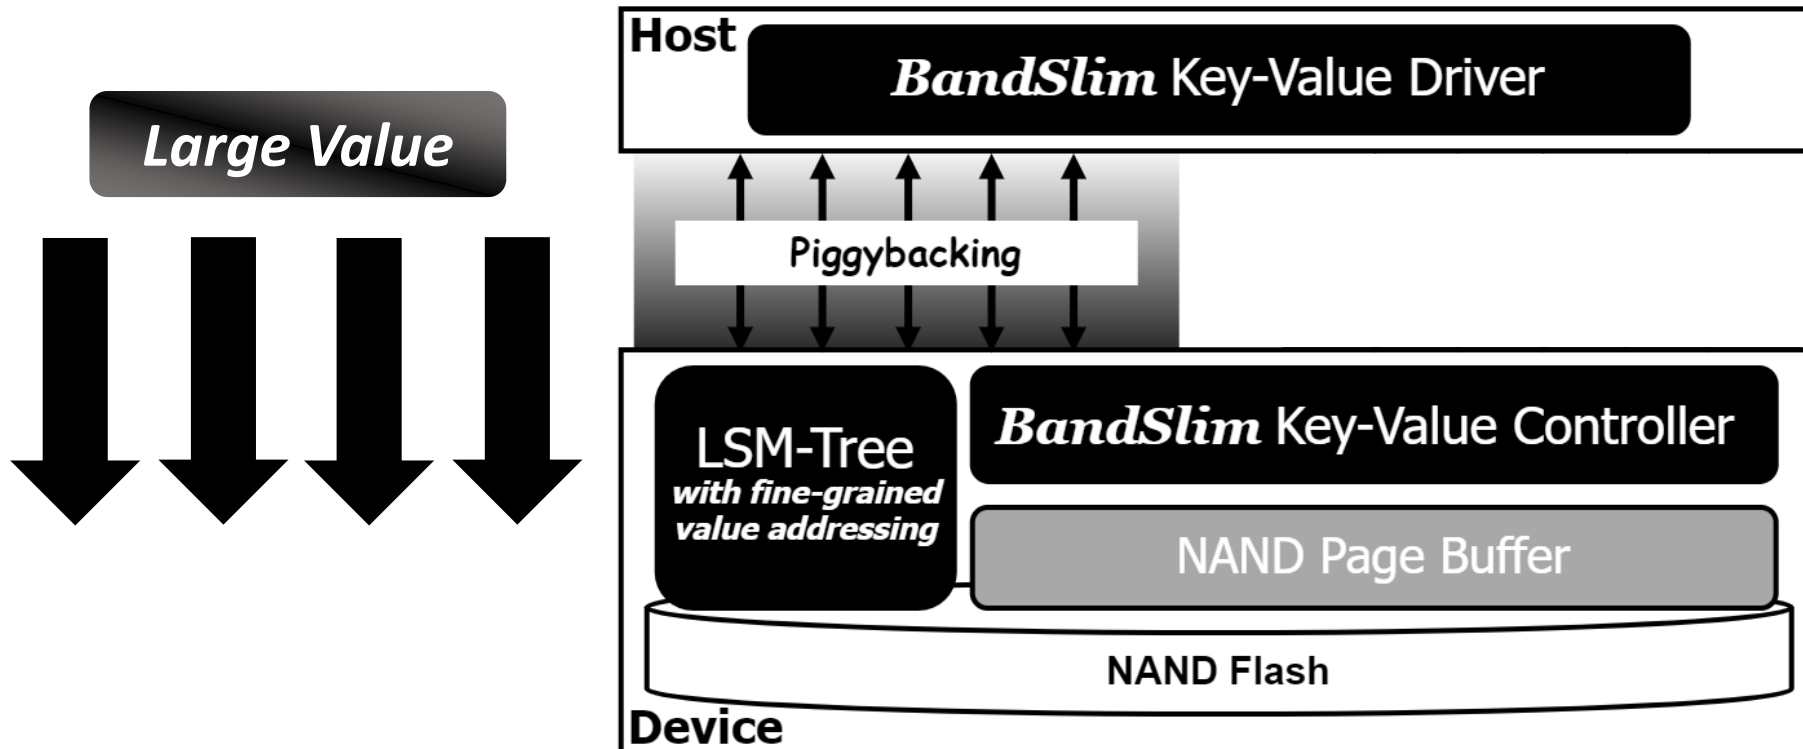 Host
BandSlim Key-Value Driver
Large Value
Piggybacking
LSM-Tree
with fine-grained
value addressing
BandSlim Key-Value Controller
NAND Page Buffer
NAND Flash
Device